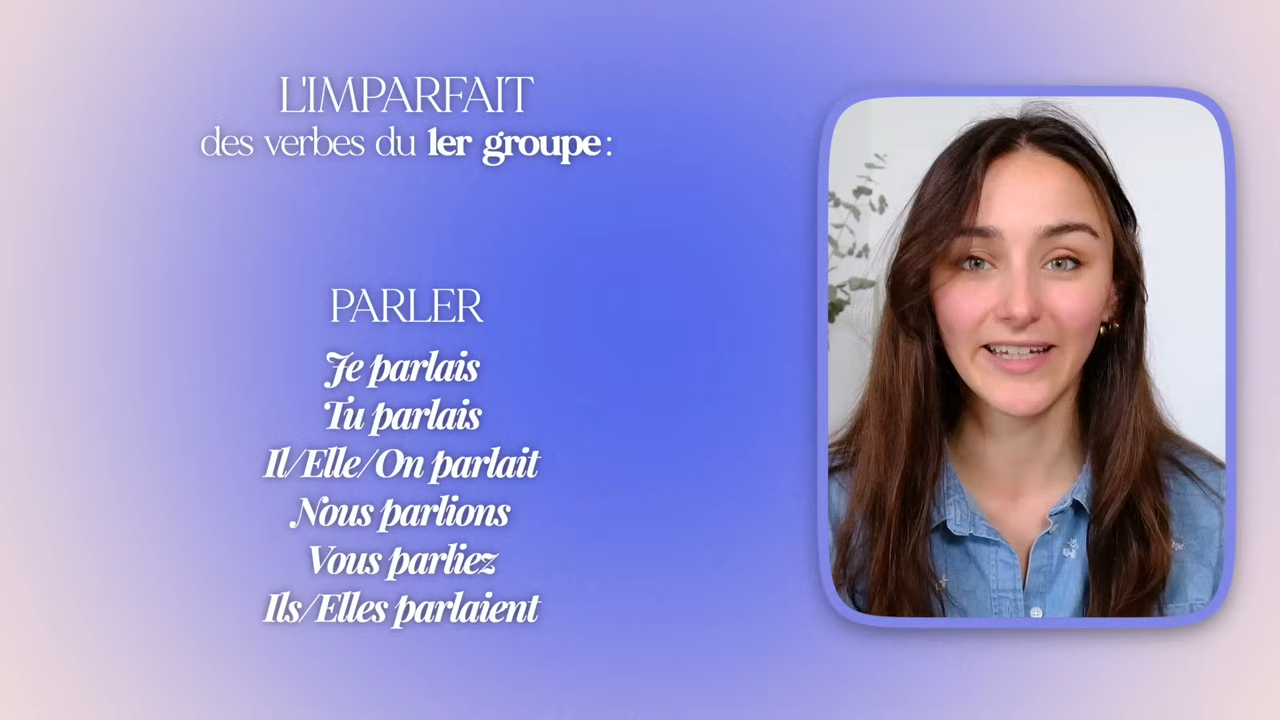 L'IMPARFAIT
des verbes du 1er groupe :
PARLER
Je parlais
Tu parlais
Il/Elle/On parlait
Nous parlions
Vous parliez
Ils/Elles parlaient